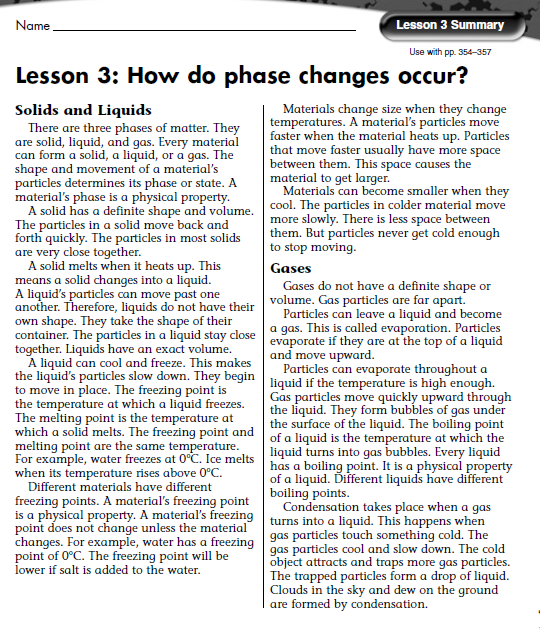 Name
Lesson 3 Summary
Use with pp. 354–357
Lesson 3: How do phase changes occur?
Solids and Liquids
There are three phases of matter. They
are solid, liquid, and gas. Every material
can form a solid, a liquid, or a gas. The
shape and movement of a material's
particles determines its phase or state. A
material's phase is a physical property.
A solid has a definite shape and volume.
The particles in a solid move back and
forth quickly. The particles in most solids
are very close together.
A solid melts when it heats up. This
means a solid changes into a liquid.
A liquid's particles can move past one
another. Therefore, liquids do not have their
own shape. They take the shape of their
container. The particles in a liquid stay close
together. Liquids have an exact volume.
A liquid can cool and freeze. This makes
the liquid's particles slow down. They begin
to move in place. The freezing point is
the temperature at which a liquid freezes.
The melting point is the temperature at
which a solid melts. The freezing point and
melting point are the same temperature.
For example, water freezes at 0°C. Ice melts
when its temperature rises above 0°C.
Different materials have different
freezing points. A material's freezing point
is a physical property. A material's freezing
point does not change unless the material
changes. For example, water has a freezing
point of 0°C. The freezing point will be
lower if salt is added to the water.
Materials change size when they change
temperatures. A material's particles move
faster when the material heats up. Particles
that move faster usually have more space
between them. This space causes the
material to get larger.
Materials can become smaller when they
cool. The particles in colder material move
more slowly. There is less space between
them. But particles never get cold enough
to stop moving.
Gases
Gases do not have a definite shape or
volume. Gas particles are far apart.
Particles can leave a liquid and become
a gas. This is called evaporation. Particles
evaporate if they are at the top of a liquid
and move upward.
Particles can evaporate throughout a
liquid if the temperature is high enough.
Gas particles move quickly upward through
the liquid. They form bubbles of gas under
the surface of the liquid. The boiling point
of a liquid is the temperature at which the
liquid turns into gas bubbles. Every liquid
has a boiling point. It is a physical property
of a liquid. Different liquids have different
boiling points.
Condensation takes place when a gas
turns into a liquid. This happens when
gas particles touch something cold. The
gas particles cool and slow down. The cold
object attracts and traps more gas particles.
The trapped particles form a drop of liquid.
Clouds in the sky and dew on the ground
are formed by condensation.